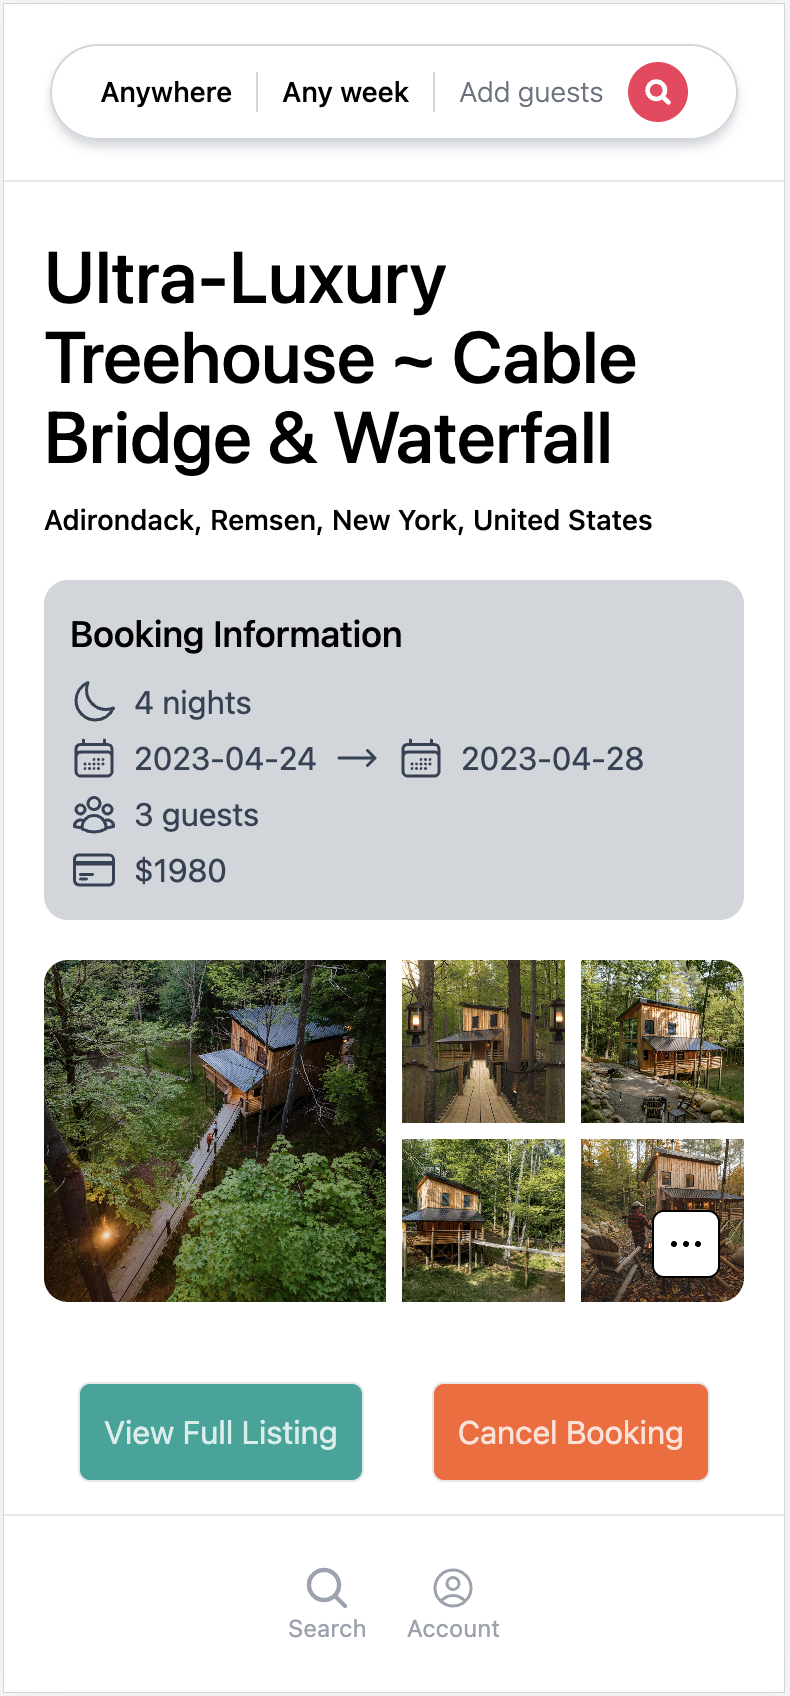 Anywhere Any week Add guests
Ultra-Luxury
Treehouse ~ Cable
Bridge & Waterfall
Adirondack, Remsen, New York, United States
Booking Information
4 nights
2023-04-24 → 2023-04-28
3 guests
$1980
...
View Full Listing Cancel Booking
Search Account